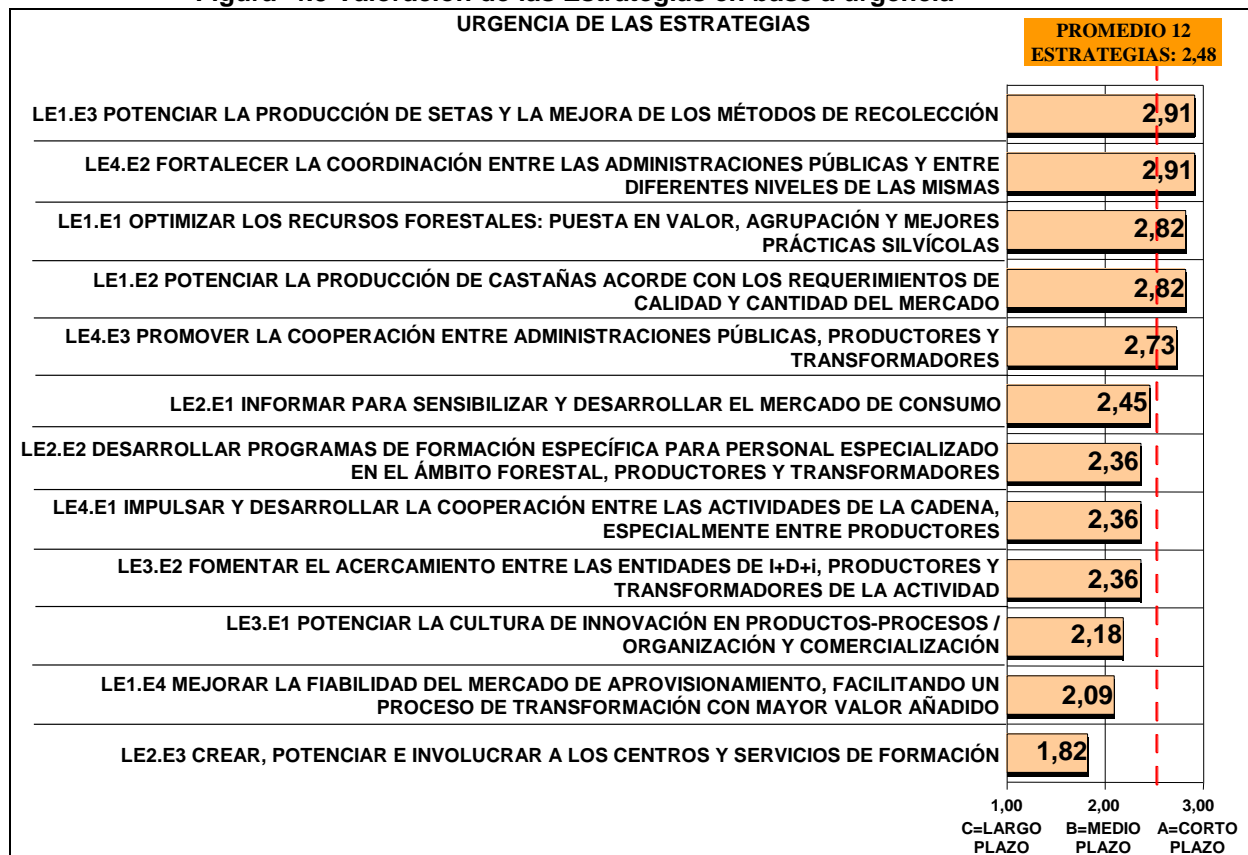 URGENCIA DE LAS ESTRATEGIAS
PROMEDIO 12
ESTRATEGIAS: 2,48
LE1.E3 POTENCIAR LA PRODUCCIÓN DE SETAS Y LA MEJORA DE LOS MÉTODOS DE RECOLECCIÓN
2,91
LE4.E2 FORTALECER LA COORDINACIÓN ENTRE LAS ADMINISTRACIONES PÚBLICAS Y ENTRE
DIFERENTES NIVELES DE LAS MISMAS
2,91
LE1.E1 OPTIMIZAR LOS RECURSOS FORESTALES: PUESTA EN VALOR, AGRUPACIÓN Y MEJORES
PRÁCTICAS SILVÍCOLAS
2,82
LE1.E2 POTENCIAR LA PRODUCCIÓN DE CASTAÑAS ACORDE CON LOS REQUERIMIENTOS DE
CALIDAD Y CANTIDAD DEL MERCADO
2,82
LE4.E3 PROMOVER LA COOPERACIÓN ENTRE ADMINISTRACIONES PÚBLICAS, PRODUCTORES Y
TRANSFORMADORES
2,73
LE2.E1 INFORMAR PARA SENSIBILIZAR Y DESARROLLAR EL MERCADO DE CONSUMO
2,45
LE2.E2 DESARROLLAR PROGRAMAS DE FORMACIÓN ESPECÍFICA PARA PERSONAL ESPECIALIZADO
EN EL ÁMBITO FORESTAL, PRODUCTORES Y TRANSFORMADORES
2,36
LE4.E1 IMPULSAR Y DESARROLLAR LA COOPERACIÓN ENTRE LAS ACTIVIDADES DE LA CADENA,
ESPECIALMENTE ENTRE PRODUCTORES
2,36
LE3.E2 FOMENTAR EL ACERCAMIENTO ENTRE LAS ENTIDADES DE I+D+i, PRODUCTORES Y
TRANSFORMADORES DE LA ACTIVIDAD
2,36
LE3.E1 POTENCIAR LA CULTURA DE INNOVACIÓN EN PRODUCTOS-PROCESOS /
ORGANIZACIÓN Y COMERCIALIZACIÓN
2,18
LE1.E4 MEJORAR LA FIABILIDAD DEL MERCADO DE APROVISIONAMIENTO, FACILITANDO UN
PROCESO DE TRANSFORMACIÓN CON MAYOR VALOR AÑADIDO
2,09
LE2.E3 CREAR, POTENCIAR E INVOLUCRAR A LOS CENTROS Y SERVICIOS DE FORMACIÓN
1,82
1,00 2,00 3,00
C=LARGO B=MEDIO A=CORTO
PLAZO PLAZO PLAZO